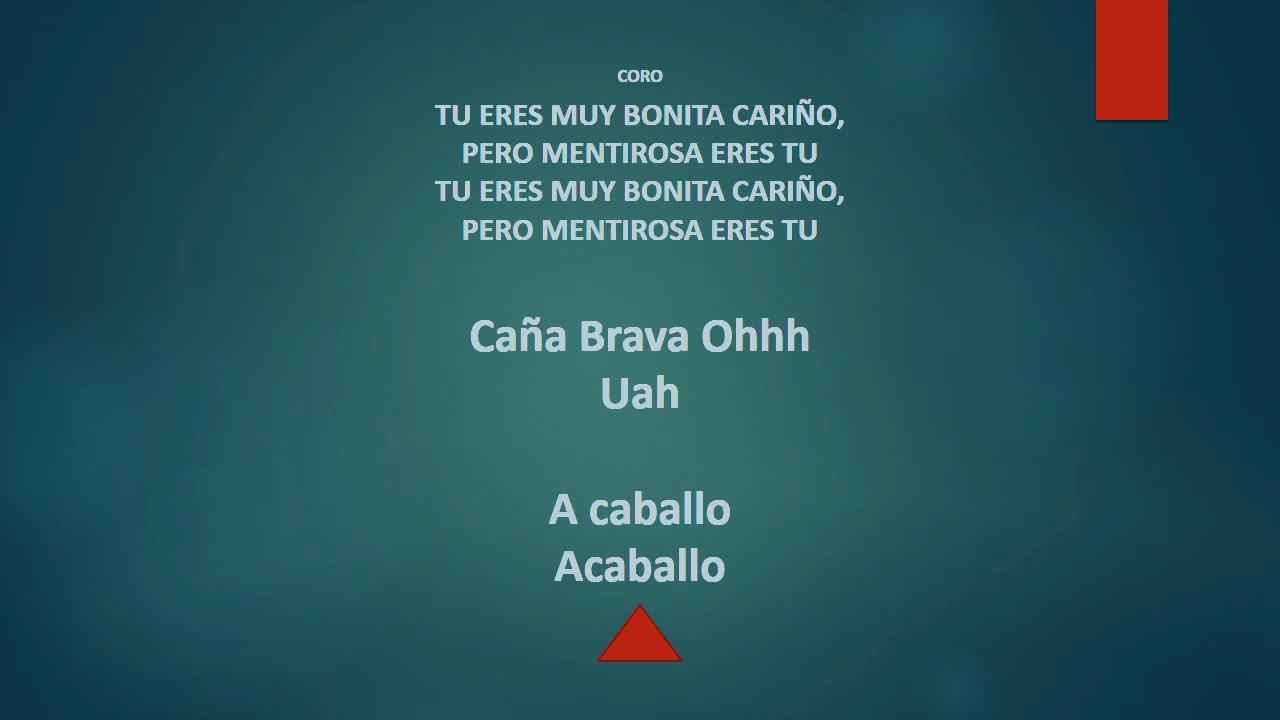 CORO
TU ERES MUY BONITA CARIÑO,
PERO MENTIROSA ERES TU
TU ERES MUY BONITA CARIÑO,
PERO MENTIROSA ERES TU
Caña Brava Ohhh
Uah
A caballo
Acaballo